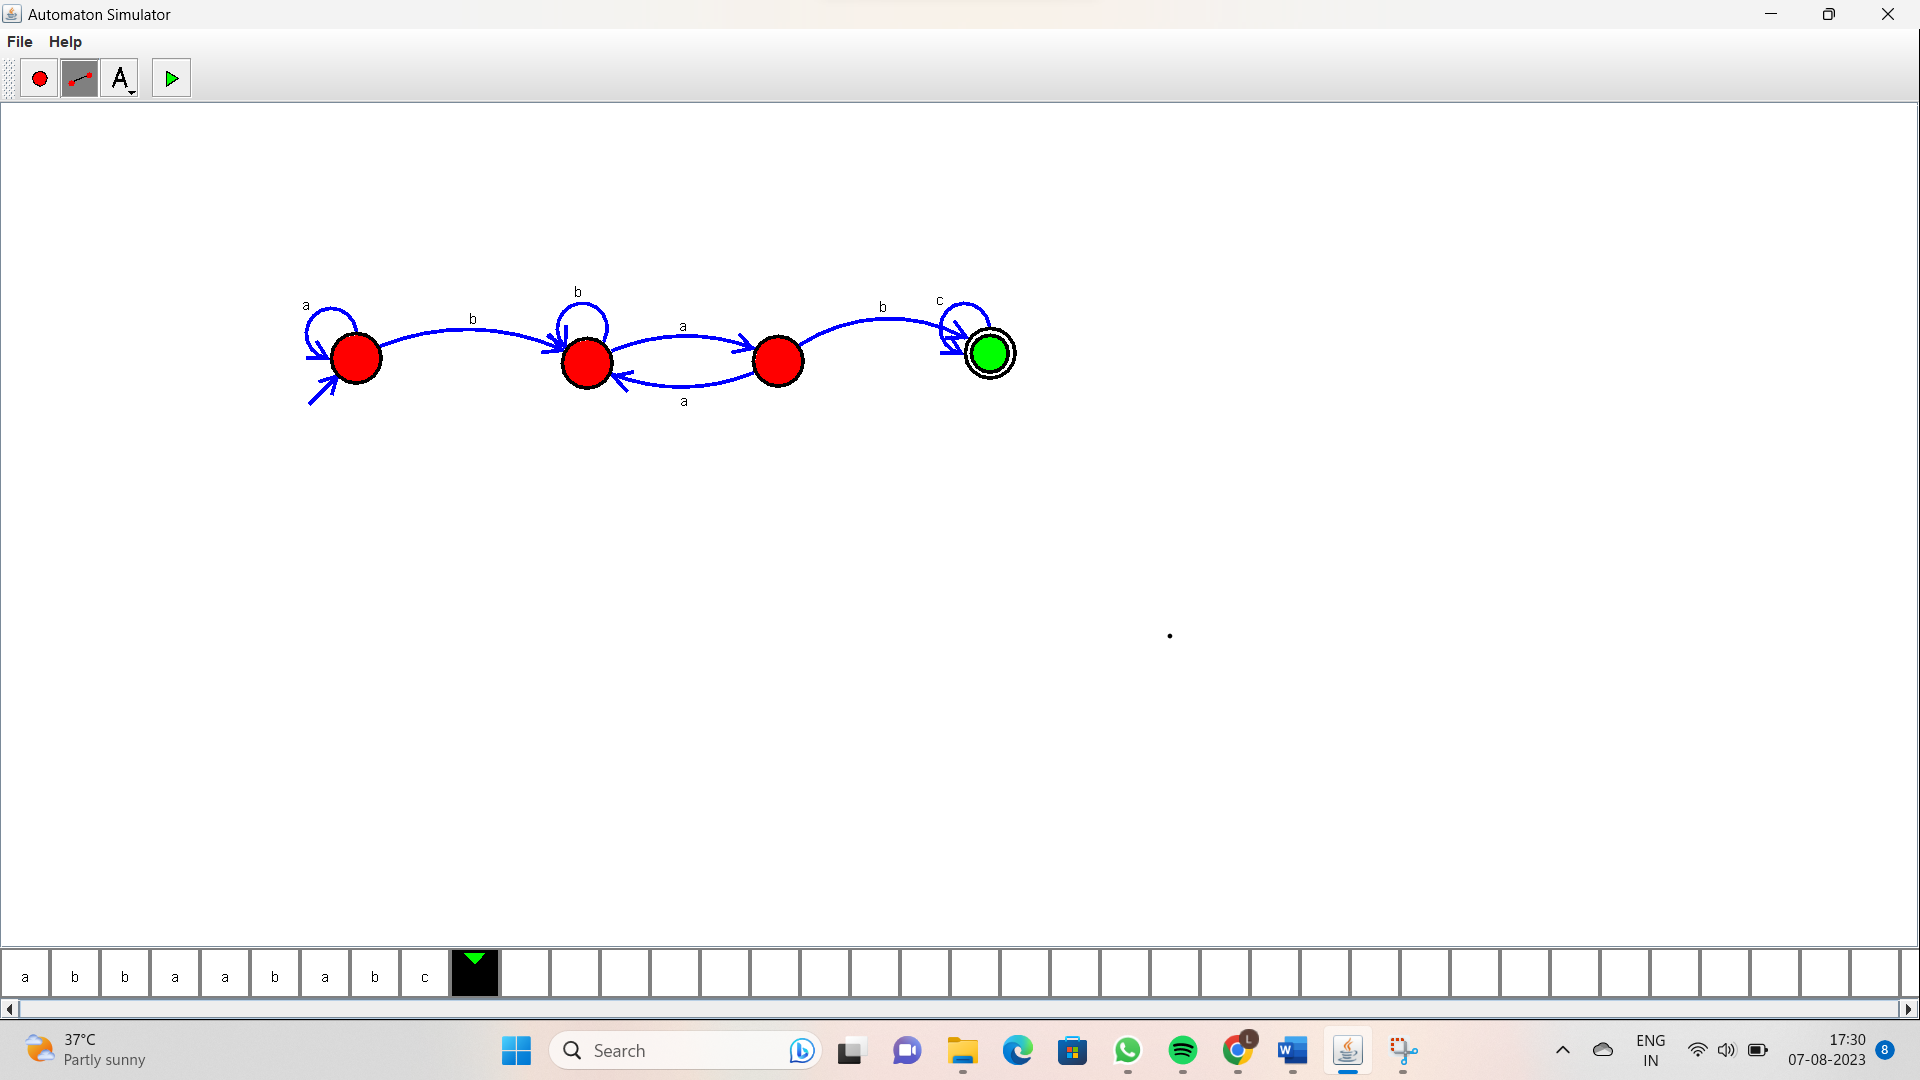 Automaton Simulator
File Help
A
a
b
b
a
a
b
c
a b b a a b a b c
37°C
Partly sunny
Search
L
W
ENG
IN
17:30
07-08-2023
8